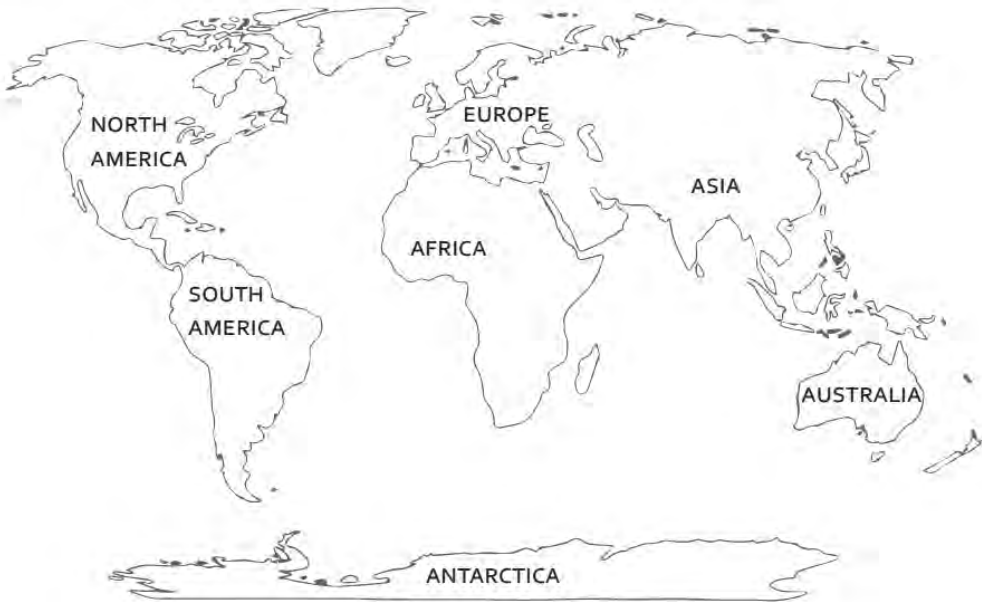 NORTH
AMERICA
EUROPE
ASIA
AFRICA
SOUTH
AMERICA
AUSTRALIA
ANTARCTICA